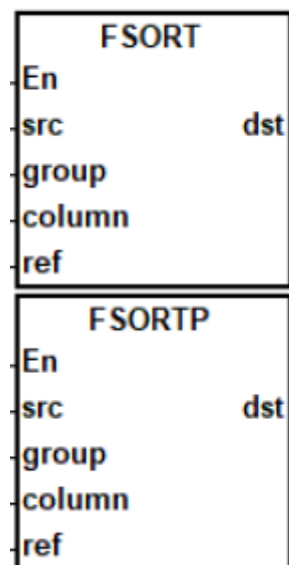 FSORT
En
src dst
group
column
ref
FSORTP
En
src dst
group
column
ref